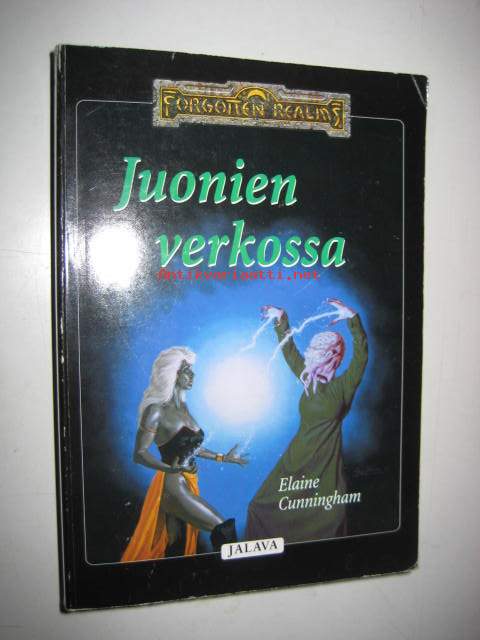 FORGOTTEN REALMS
Juonien
verkossa
Antikvariaatti.net
Elaine
Cunningham
JALAVA